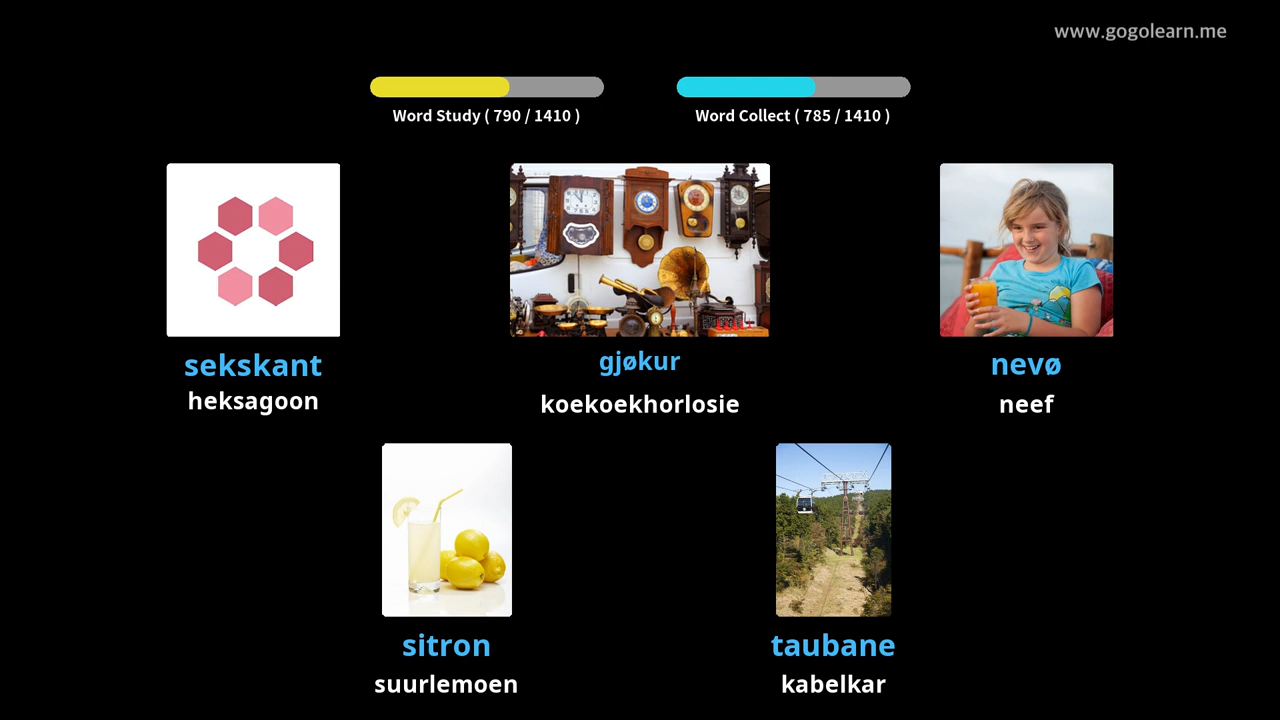 www.gogolearn.me
Word Study ( 790 / 1410 )
Word Collect ( 785 / 1410 )
sekskant
heksagoon
gjøkur
koekoekhorlosie
nevø
neef
sitron
suurlemoen
taubane
kabelkar